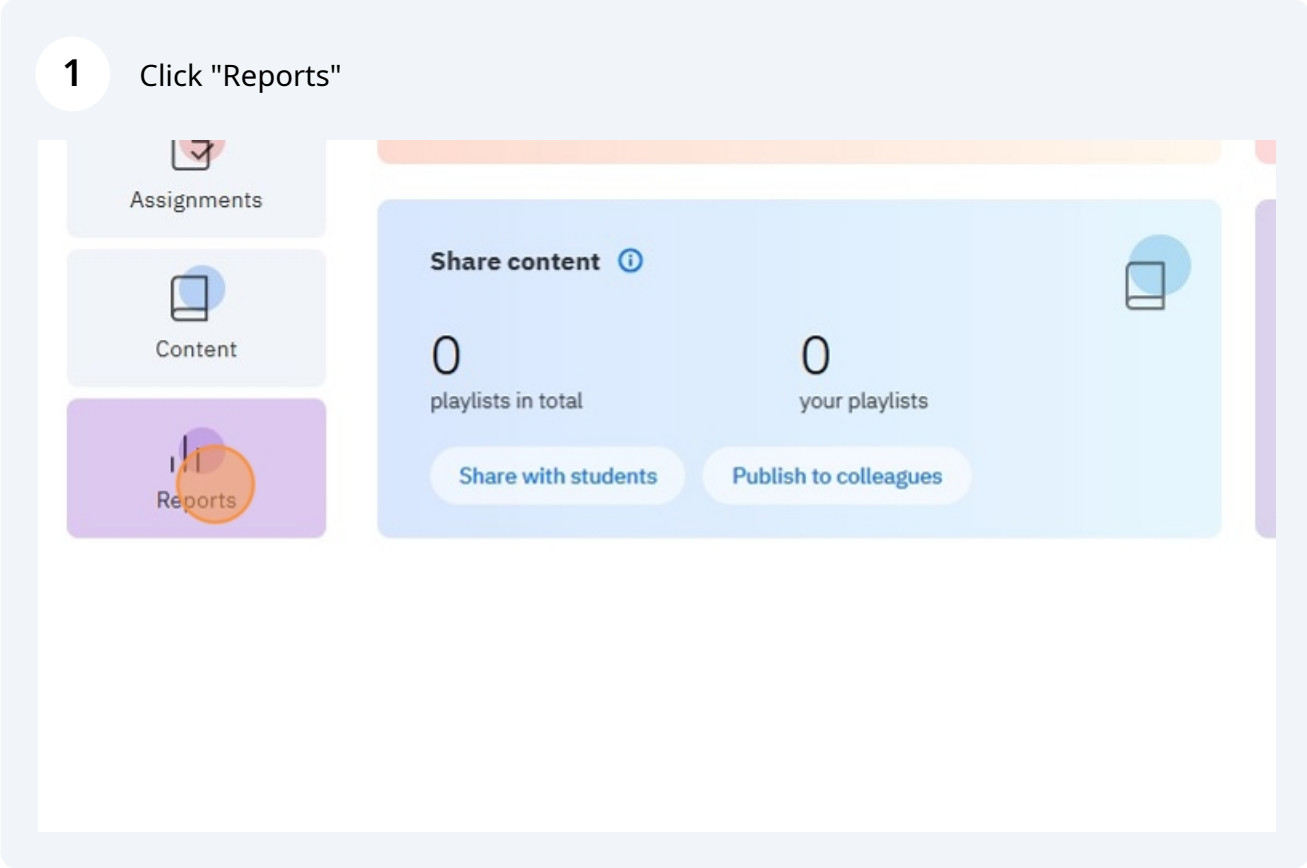 1 Click "Reports"
Assignments
Content
Reports
Share content
0 0
playlists in total your playlists
Share with students Publish to colleagues